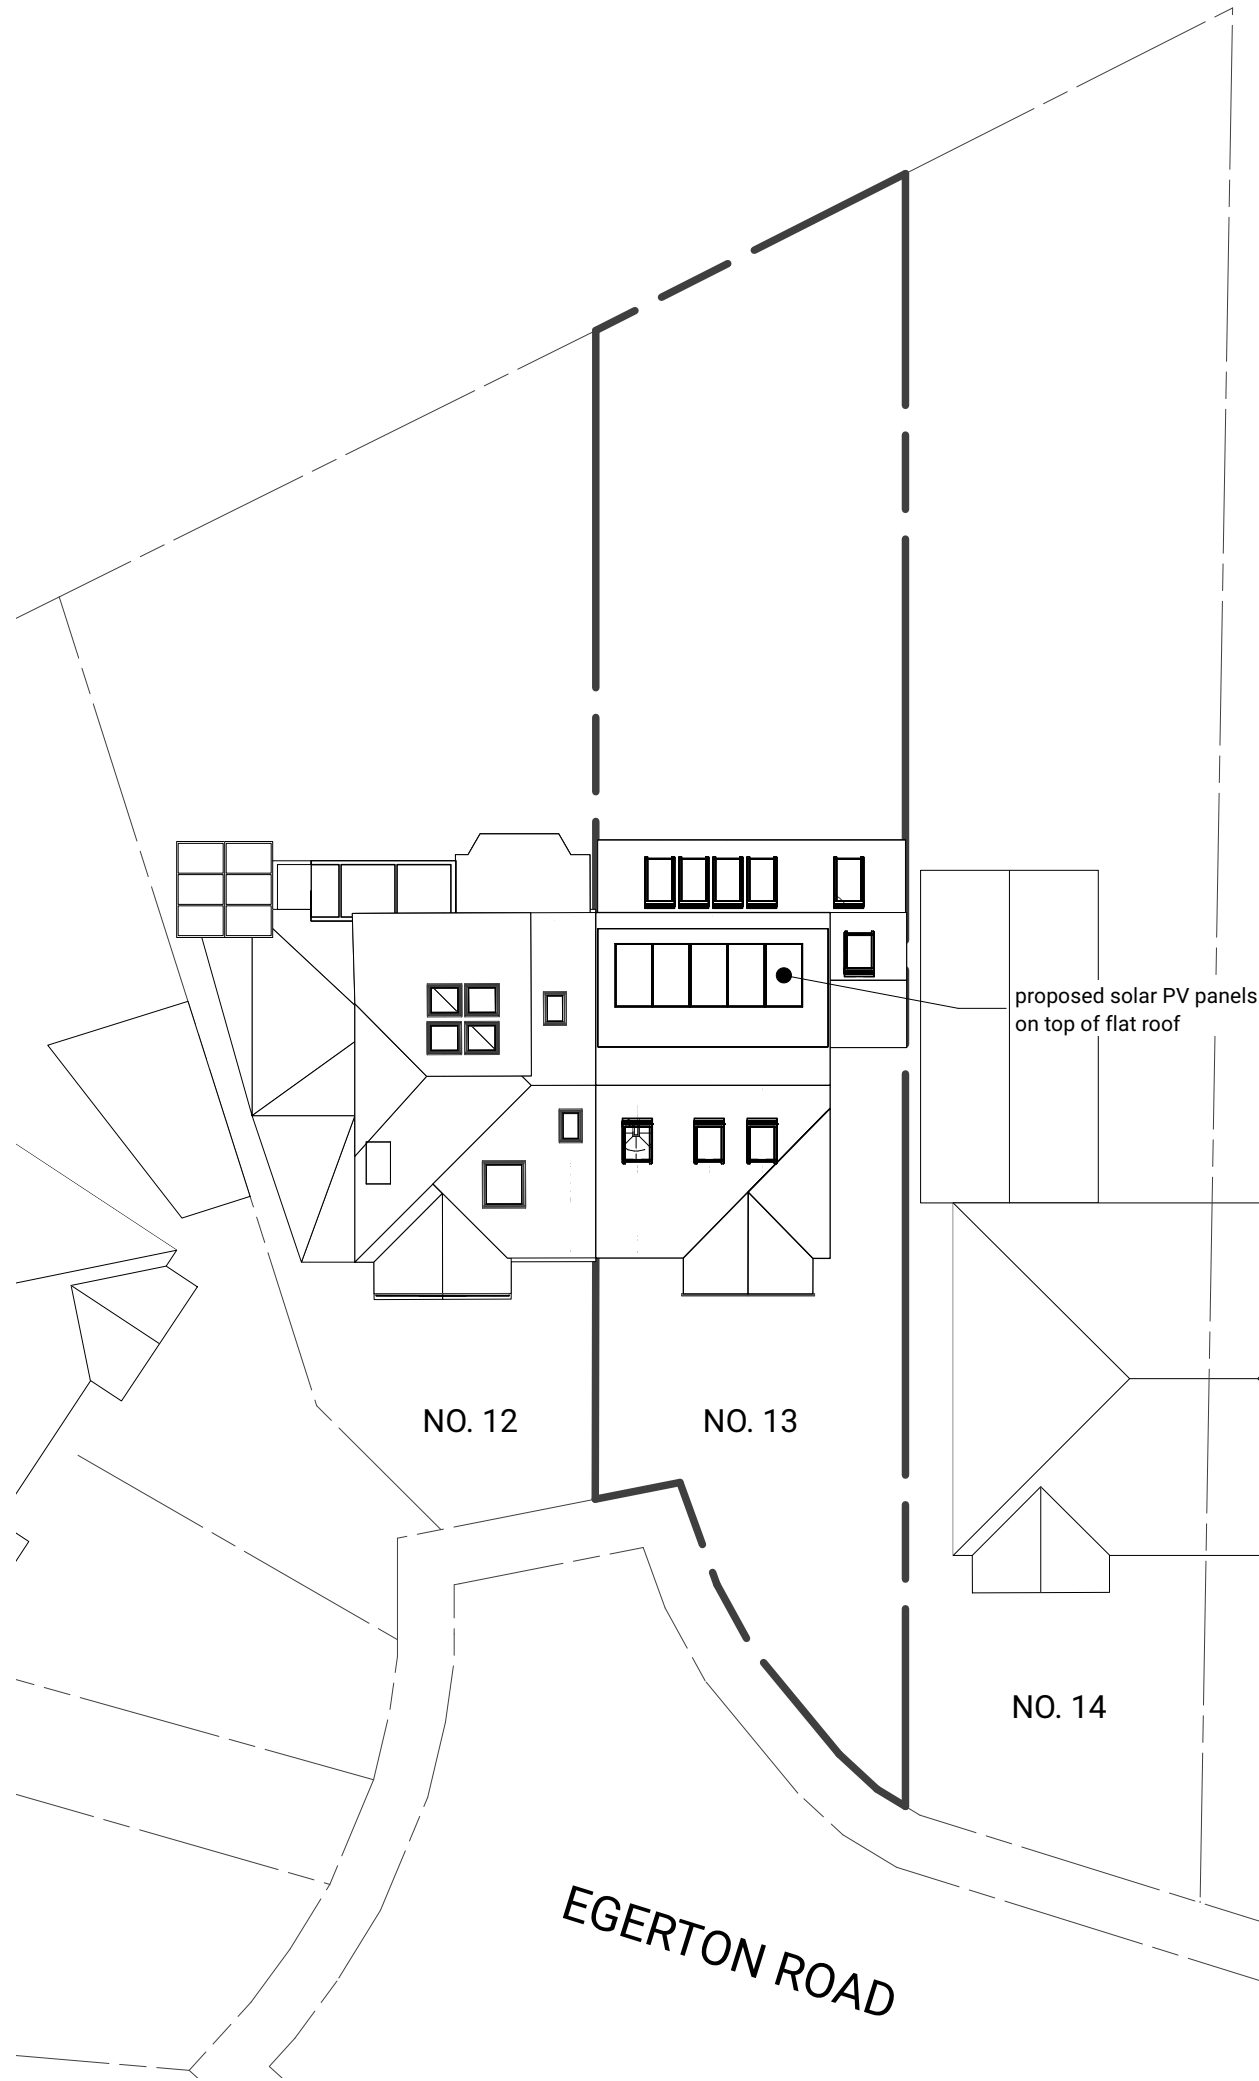 proposed solar PV panels
on top of flat roof
NO. 12
NO. 13
NO. 14
EGERTON ROAD